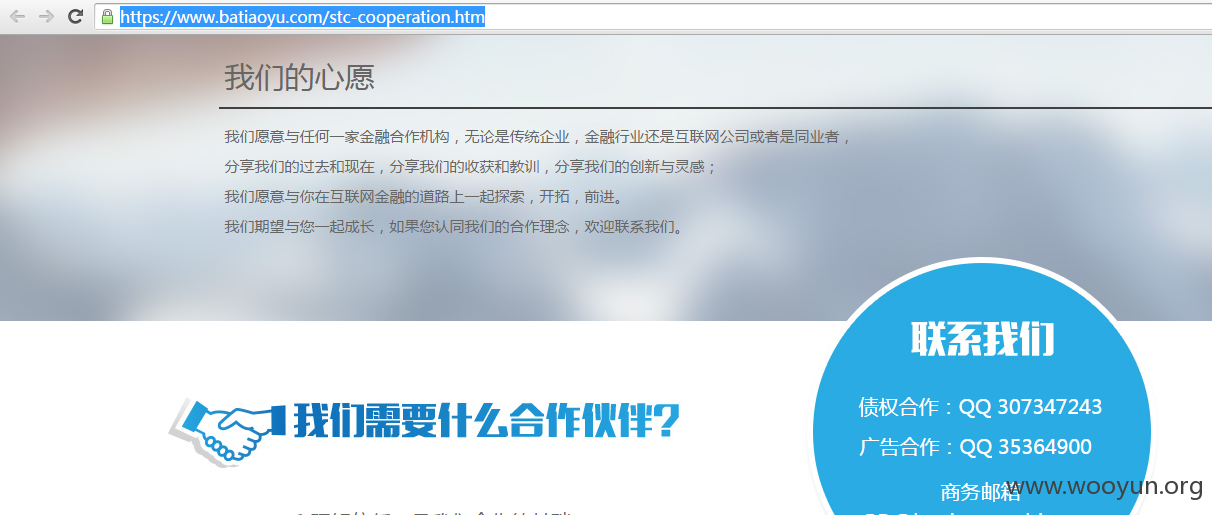 https://www.batiaoyu.com/stc-cooperation.htm
我们的心愿
我们愿意与任何一家金融合作机构，无论是传统企业，金融行业还是互联网公司或者是同业者，
分享我们的过去和现在，分享我们的收获和教训，分享我们的创新与灵感；
我们愿意与你在互联网金融的道路上一起探索，开拓，前进。
我们期望与您一起成长，如果您认同我们的合作理念，欢迎联系我们。
联系我们
债权合作：QQ 307347243
广告合作：QQ 35364900
商务邮箱
www.wooyun.org
我们需要什么合作伙伴?